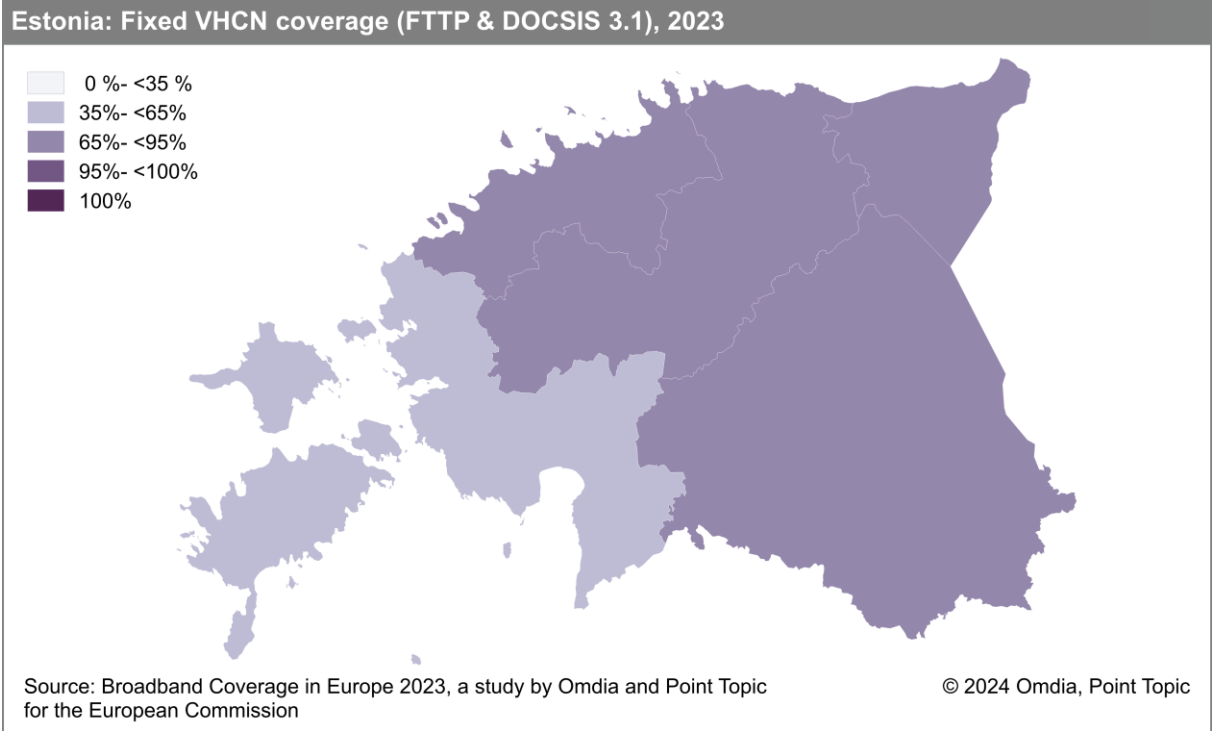 Estonia: Fixed VHCN coverage (FTTP & DOCSIS 3.1), 2023
0 %- <35 %
35%- <65%
65%- <95%
95%- <100%
100%
Source: Broadband Coverage in Europe 2023, a study by Omdia and Point Topic
for the European Commission
© 2024 Omdia, Point Topic